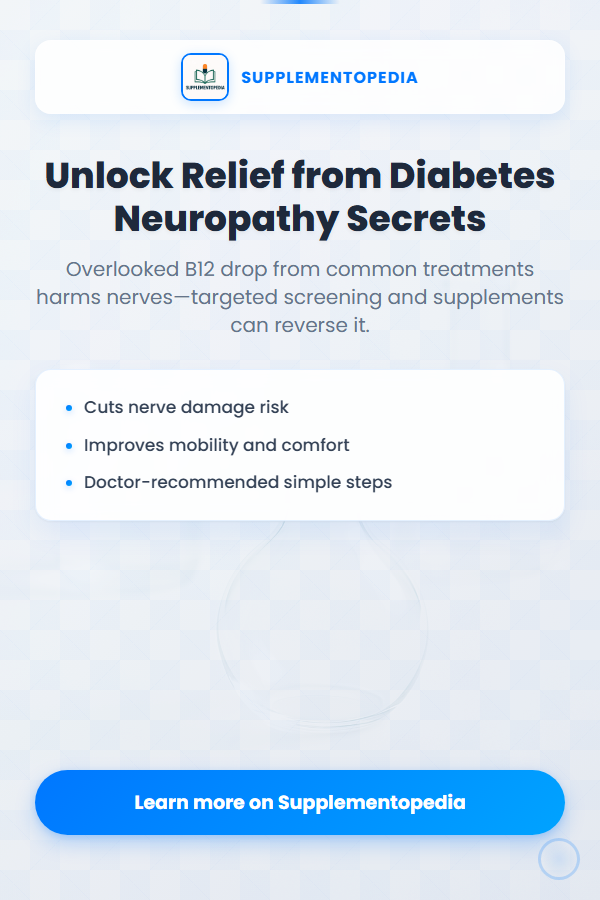 SUPPLEMENTOPEDIA
SUPPLEMENTOPEDIA
Unlock Relief from Diabetes
Neuropathy Secrets
Overlooked B12 drop from common treatments
harms nerves—targeted screening and supplements
can reverse it.
Cuts nerve damage risk
Improves mobility and comfort
Doctor-recommended simple steps
Learn more on Supplementopedia